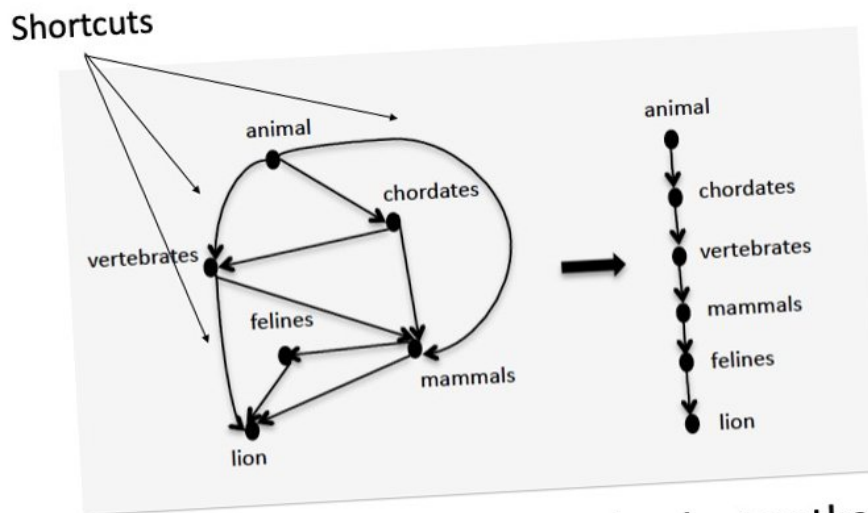 Shortcuts
animal
chordates
vertebrates
felines
mammals
lion
animal
chordates
vertebrates
mammals
felines
lion